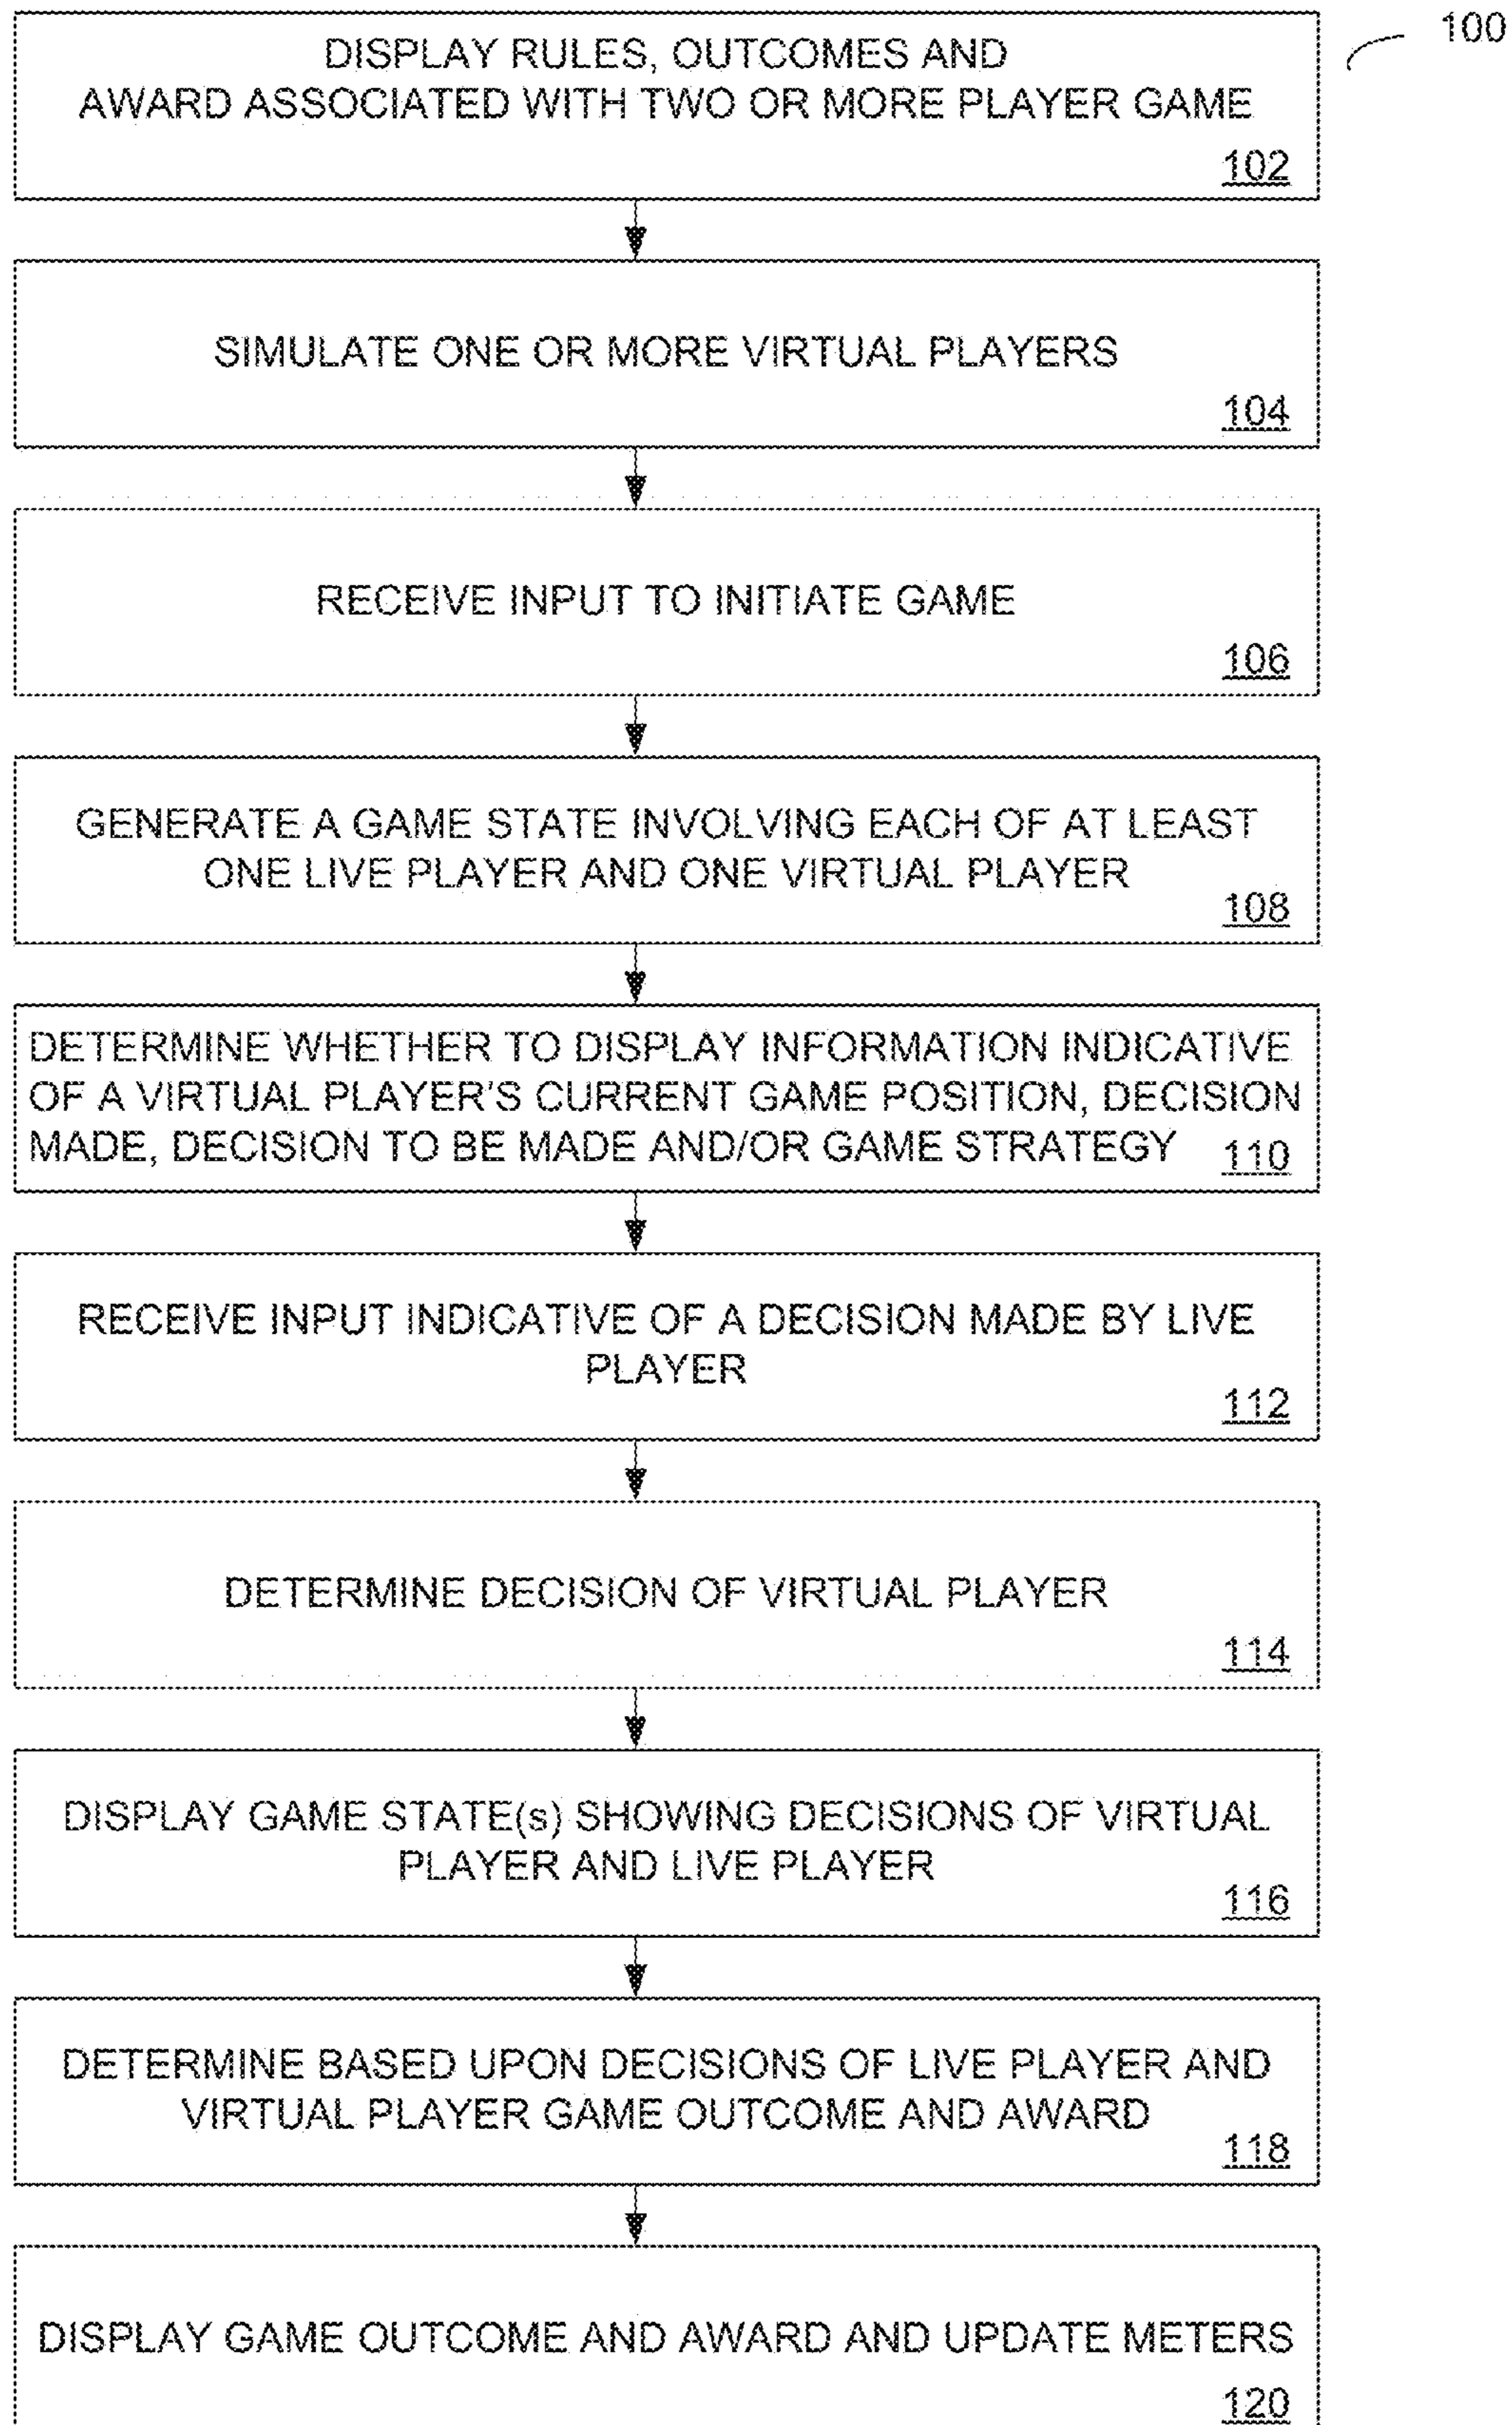 100
DISPLAY RULES, OUTCOMES AND
AWARD ASSOCIATED WITH TWO OR MORE PLAYER GAME
102
SIMULATE ONE OR MORE VIRTUAL PLAYERS
104
RECEIVE INPUT TO INITIATE GAME
106
GENERATE A GAME STATE INVOLVING EACH OF AT LEAST
ONE LIVE PLAYER AND ONE VIRTUAL PLAYER
108
DETERMINE WHETHER TO DISPLAY INFORMATION INDICATIVE
OF A VIRTUAL PLAYER'S CURRENT GAME POSITION, DECISION
MADE, DECISION TO BE MADE AND/OR GAME STRATEGY 110
RECEIVE INPUT INDICATIVE OF A DECISION MADE BY LIVE
PLAYER
112
DETERMINE DECISION OF VIRTUAL PLAYER
114
DISPLAY GAME STATE(s) SHOWING DECISIONS OF VIRTUAL
PLAYER AND LIVE PLAYER
116
DETERMINE BASED UPON DECISIONS OF LIVE PLAYER AND
VIRTUAL PLAYER GAME OUTCOME AND AWARD
118
DISPLAY GAME OUTCOME AND AWARD AND UPDATE METERS
120